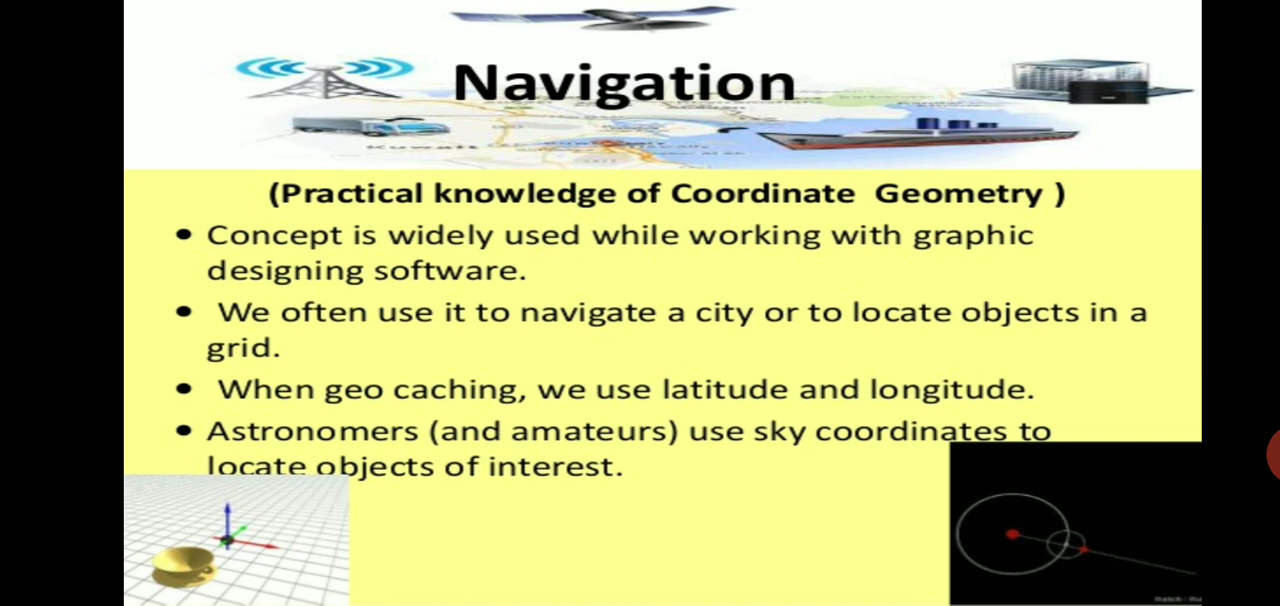 Navigation
Kuwait
(Practical knowledge of Coordinate Geometry )
• Concept is widely used while working with graphic
designing software.
• We often use it to navigate a city or to locate objects in a
grid.
• When geo caching, we use latitude and longitude.
• Astronomers (and amateurs) use sky coordinates to
locate objects of interest.